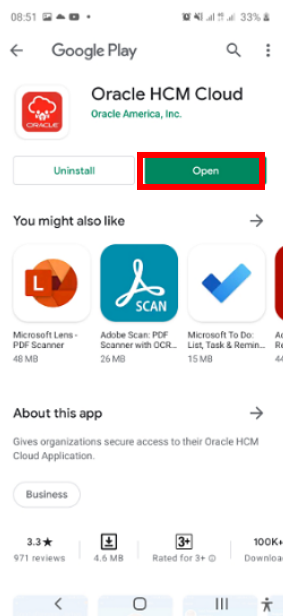 08:51
33%
Google Play
ORACLE
Oracle HCM Cloud
Oracle America, Inc.
Uninstall
Open
You might also like
SCAN
Microsoft Lens -
PDF Scanner
48 MB
Adobe Scan: PDF
Scanner with OCR...
26 MB
Microsoft To Do:
List, Task & Remin...
15 MB
About this app
Gives organizations secure access to their Oracle HCM
Cloud Application.
Business
3.3★
971 reviews
4.6 MB
3+
Rated for 3+
100K+